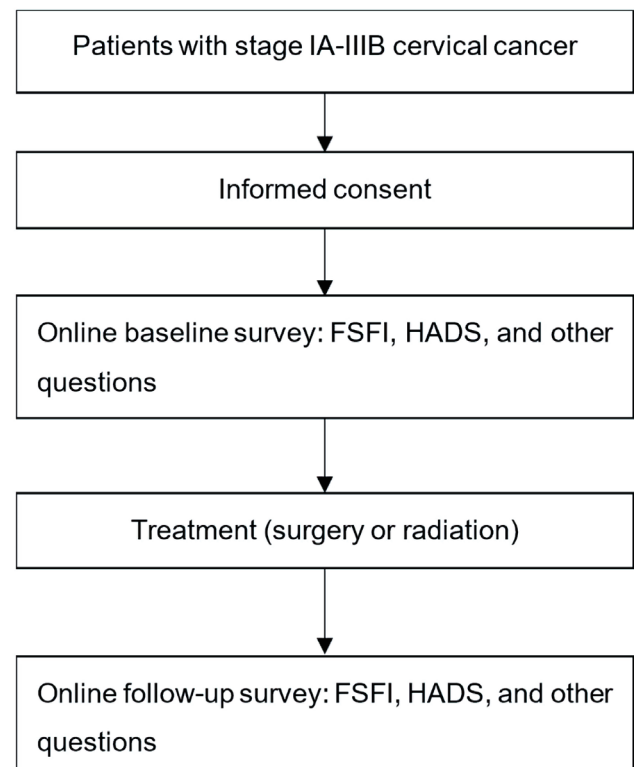 Patients with stage IA-IIIB cervical cancer
Informed consent
Online baseline survey: FSFI, HADS, and other
questions
Treatment (surgery or radiation)
Online follow-up survey: FSFI, HADS, and other
questions